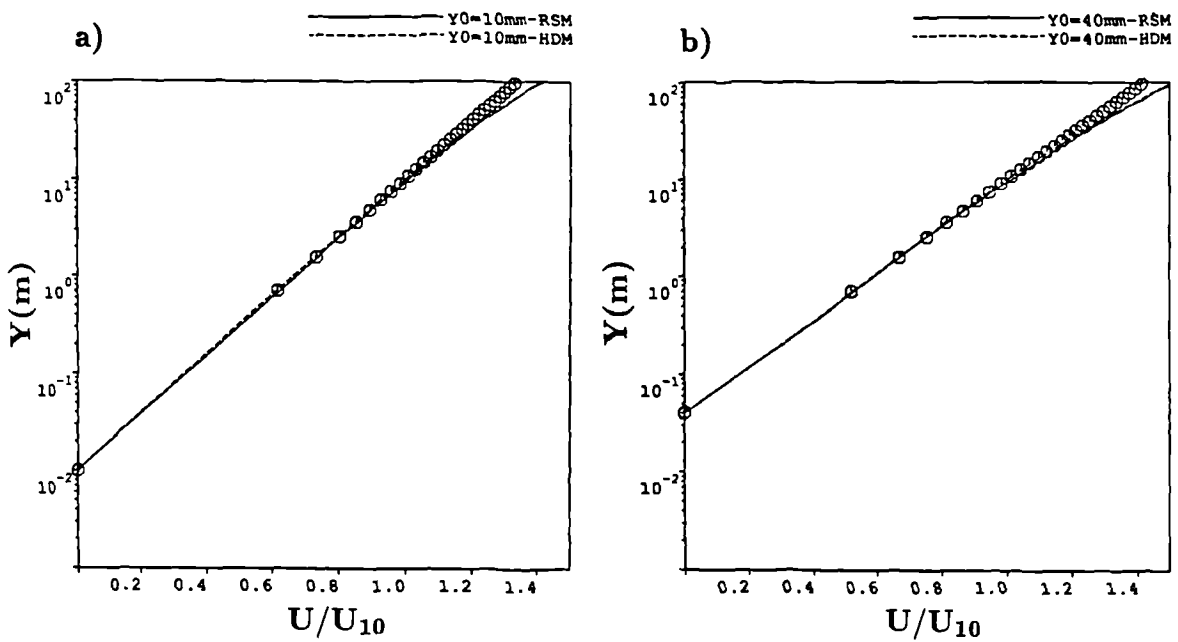 a)
Y0=10mm-RSM
Y0=10mm-HDM
10²
10¹
10⁰
10⁻¹
10⁻²
Y(m)
0.2 0.4 0.6 0.8 1.0 1.2 1.4
U/U₁₀
b)
Y0=40mm-RSM
Y0=40mm-HDM
10²
10¹
10⁰
10⁻¹
10⁻²
Y(m)
0.2 0.4 0.6 0.8 1.0 1.2 1.4
U/U₁₀